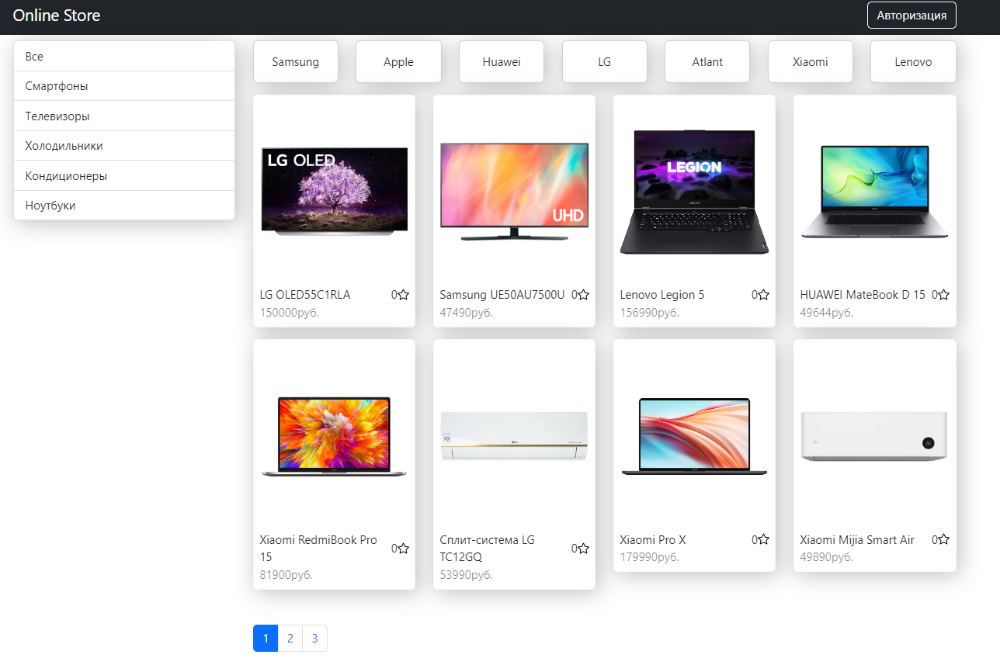 Online Store
Авторизация
Все
Смартфоны
Телевизоры
Холодильники
Кондиционеры
Ноутбуки
Samsung
Apple
Huawei
LG
Atlant
Xiaomi
Lenovo
LG OLED
UHD
LEGION
LG OLED55C1RLA
0
150000руб.
Samsung UE50AU7500U
0
47490руб.
Lenovo Legion 5
0
156990руб.
HUAWEI MateBook D 15
0
49644руб.
Xiaomi RedmiBook Pro
15
0
81900руб.
Сплит-система LG
TC12GQ
0
53990руб.
Xiaomi Pro X
0
179990руб.
Xiaomi Mijia Smart Air
0
49890руб.
1
2
3